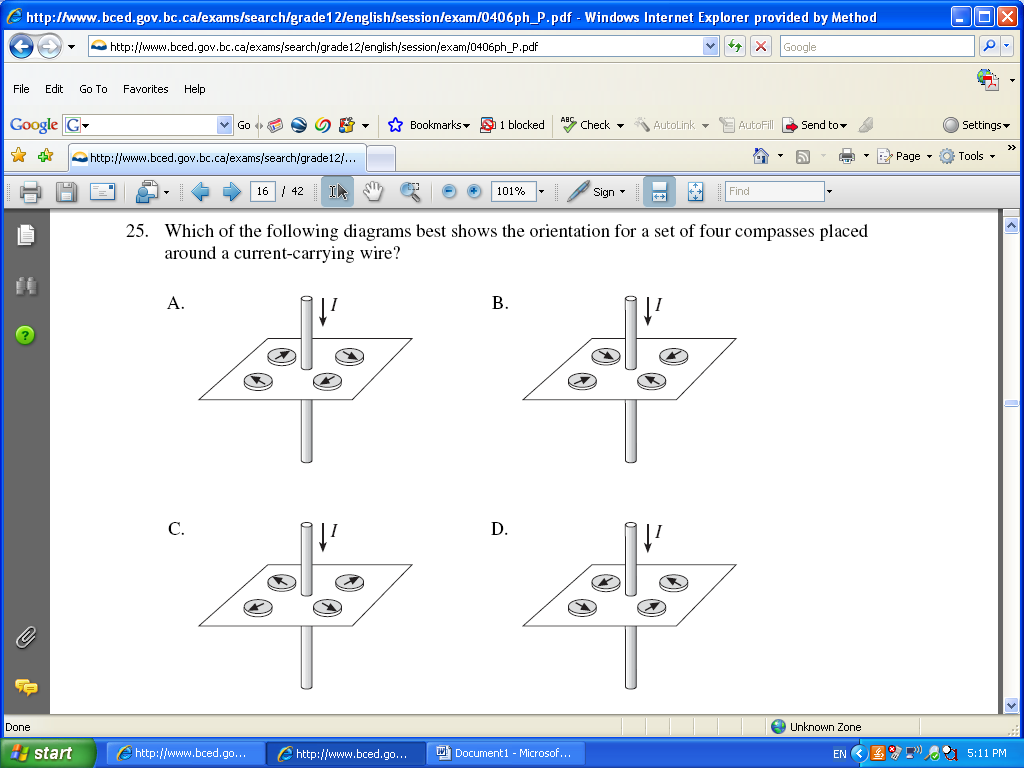 http://www.bced.gov.bc.ca/exams/search/grade12/english/session/exam/0406ph_P.pdf - Windows Internet Explorer provided by Method
http://www.bced.gov.bc.ca/exams/search/grade12/english/session/exam/0406ph_P.pdf
Google
File Edit Go To Favorites Help
Google G Go Bookmarks 1 blocked ABC Check AutoLink AutoFill Send to Settings
http://www.bced.gov.bc.ca/exams/search/grade12/... Page Tools »
16 / 42 101% Sign Find
25. Which of the following diagrams best shows the orientation for a set of four compasses placed
around a current-carrying wire?
A. I B. I
C. I D. I
Done Unknown Zone
start http://www.bced.go... http://www.bced.go... Document1 - Microsof... EN 5:11 PM